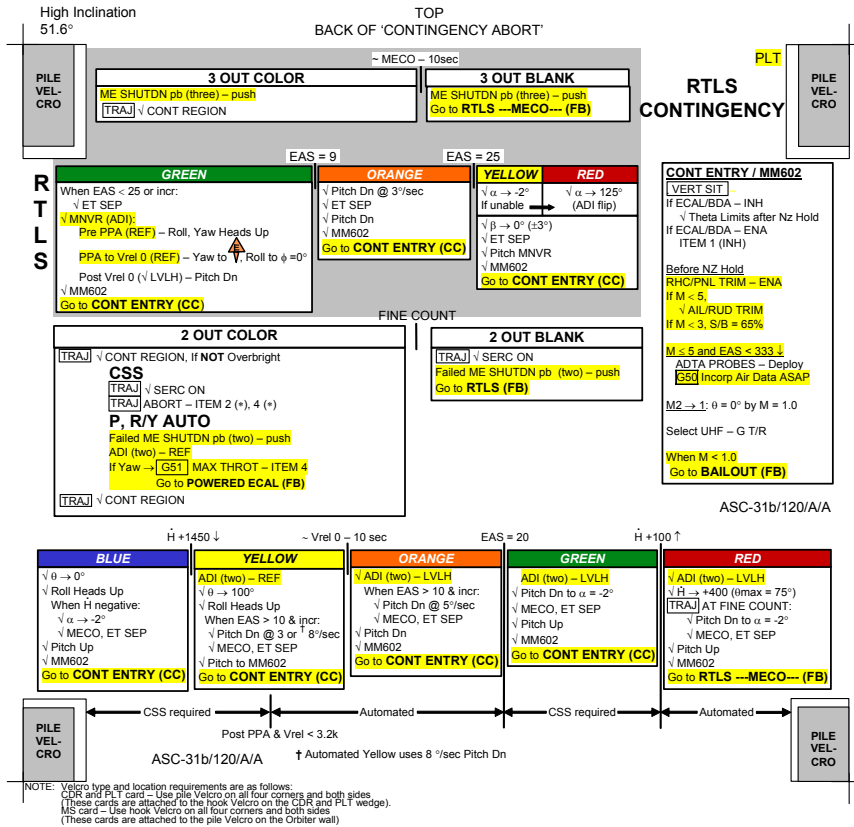 High Inclination
51.6°
TOP
BACK OF 'CONTINGENCY ABORT'
PILE
VEL-
CRO
~ MECO – 10sec
PLT
PILE
VEL-
CRO
3 OUT COLOR
ME SHUTDN pb (three) – push
TRAJ √ CONT REGION
3 OUT BLANK
ME SHUTDN pb (three) – push
Go to RTLS ---MECO--- (FB)
RTLS
CONTINGENCY
RTLS
EAS = 9
EAS = 25
GREEN
When EAS < 25 or incr:
√ ET SEP
√ MNVR (ADI):
Pre PPA (REF) – Roll, Yaw Heads Up
PPA to Vrel 0 (REF) – Yaw to E, Roll to ϕ =0°
Post Vrel 0 (√ LVLH) – Pitch Dn
√ MM602
Go to CONT ENTRY (CC)
ORANGE
√ Pitch Dn @ 3°/sec
√ ET SEP
√ Pitch Dn
√ MM602
Go to CONT ENTRY (CC)
YELLOW
√ α → -2°
If unable
RED
√ α → 125°
(ADI flip)
√ β → 0° (±3°)
√ ET SEP
√ Pitch MNVR
√ MM602
Go to CONT ENTRY (CC)
CONT ENTRY / MM602
VERT SIT
If ECAL/BDA – INH
√ Theta Limits after Nz Hold
If ECAL/BDA – ENA
ITEM 1 (INH)
Before NZ Hold
RHC/PNL TRIM – ENA
If M < 5,
√ AIL/RUD TRIM
If M < 3, S/B = 65%
M ≤ 5 and EAS < 333 ↓
ADTA PROBES – Deploy
G50 Incorp Air Data ASAP
M2 → 1: θ = 0° by M = 1.0
Select UHF – G T/R
When M < 1.0
Go to BAILOUT (FB)
FINE COUNT
2 OUT COLOR
TRAJ √ CONT REGION, If NOT Overbright
CSS
TRAJ √ SERC ON
TRAJ ABORT – ITEM 2 (∗), 4 (∗)
P, R/Y AUTO
Failed ME SHUTDN pb (two) – push
ADI (two) – REF
If Yaw → G51 MAX THROT – ITEM 4
Go to POWERED ECAL (FB)
TRAJ √ CONT REGION
2 OUT BLANK
TRAJ √ SERC ON
Failed ME SHUTDN pb (two) – push
Go to RTLS (FB)
ASC-31b/120/A/A
Ḣ +1450 ↓
~ Vrel 0 – 10 sec
EAS = 20
Ḣ +100 ↑
BLUE
√ θ → 0°
√ Roll Heads Up
When Ḣ negative:
√ α → -2°
√ MECO, ET SEP
√ Pitch Up
√ MM602
Go to CONT ENTRY (CC)
YELLOW
ADI (two) – REF
√ θ → 100°
√ Roll Heads Up
When EAS > 10 & incr:
√ Pitch Dn @ 3 or † 8°/sec
√ MECO, ET SEP
√ Pitch to MM602
Go to CONT ENTRY (CC)
ORANGE
√ ADI (two) – LVLH
When EAS > 10 & incr:
√ Pitch Dn @ 5°/sec
√ MECO, ET SEP
√ Pitch Dn
√ MM602
Go to CONT ENTRY (CC)
GREEN
ADI (two) – LVLH
√ Pitch Dn to α = -2°
√ MECO, ET SEP
√ Pitch Up
√ MM602
Go to CONT ENTRY (CC)
RED
√ ADI (two) – LVLH
√ Ḣ → +400 (θmax = 75°)
TRAJ AT FINE COUNT:
√ Pitch Dn to α = -2°
√ MECO, ET SEP
√ Pitch Up
√ MM602
Go to RTLS ---MECO--- (FB)
PILE
VEL-
CRO
CSS required
Automated
CSS required
Automated
PILE
VEL-
CRO
Post PPA & Vrel < 3.2k
ASC-31b/120/A/A
† Automated Yellow uses 8 °/sec Pitch Dn
NOTE: Velcro type and location requirements are as follows:
CDR and PLT card – Use pile Velcro on all four corners and both sides
(These cards are attached to the hook Velcro on the CDR and PLT wedge).
MS card – Use hook Velcro on all four corners and both sides
(These cards are attached to the pile Velcro on the Orbiter wall)